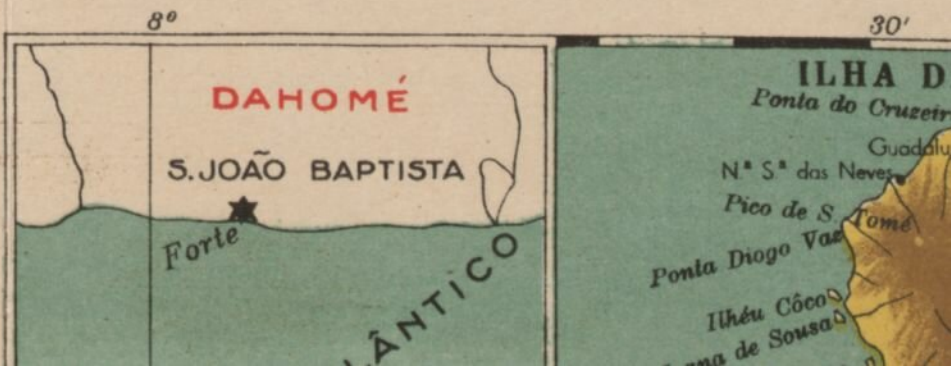 8º
30'
DAHOMÉ
S. JOÃO BAPTISTA
Forte
LÂNTICO
ILHA D
Ponta do Cruzeir
Guadalu
Nª Sª das Neves
Pico de S. Tomé
Ponta Diogo Vaz
Ilhéu Côco
ana de Sousa